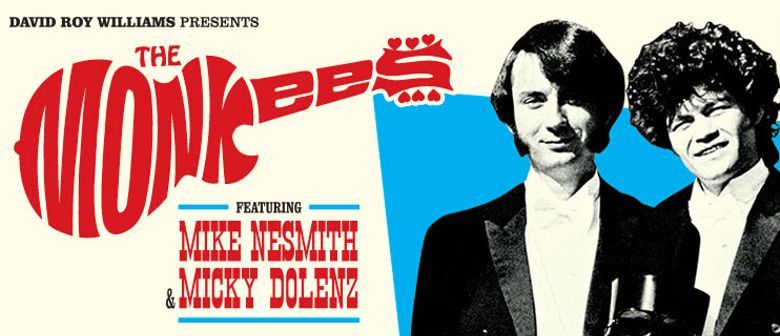 DAVID ROY WILLIAMS PRESENTS
THE
MONKEES
FEATURING
MIKE NESMITH
& MICKY DOLENZ